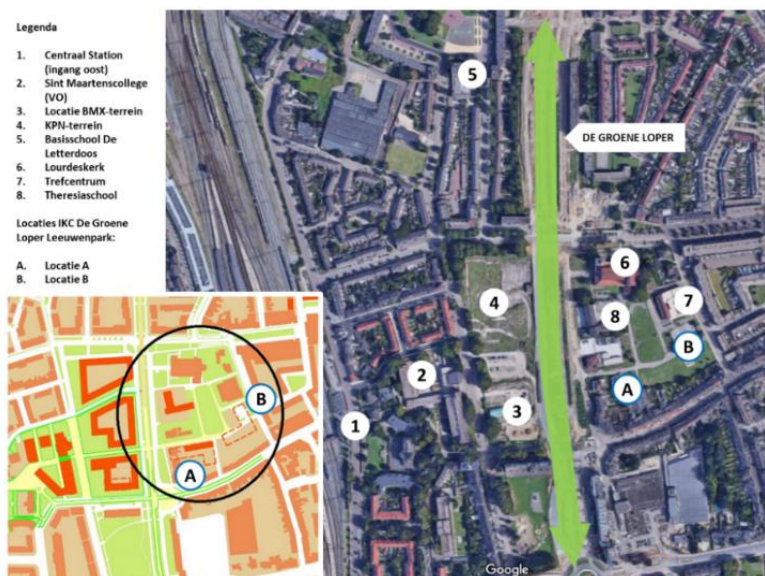 Legenda
1. Centraal Station
(ingang oost)
2. Sint Maartenscollege
(VO)
3. Locatie BMX-terrein
4. KPN-terrein
5. Basisschool De
Letterdoos
6. Lourdeskerk
7. Trefcentrum
8. Theresiaschool
Locaties IKC De Groene
Loper Leeuwenpark:
A. Locatie A
B. Locatie B
5
DE GROENE LOPER
6
4
7
8
B
2
A
3
1
B
A
Google